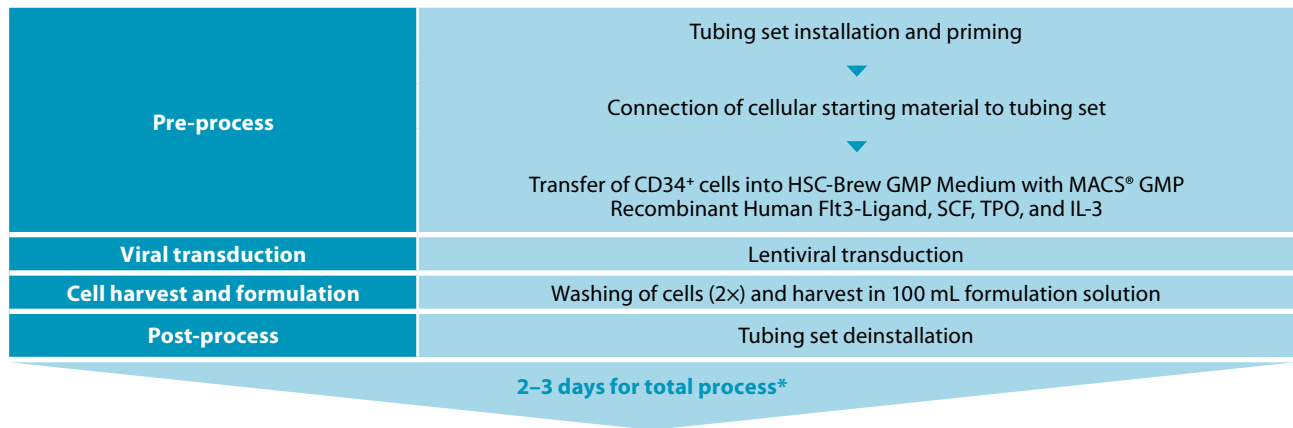 Tubing set installation and priming
Pre-process
Connection of cellular starting material to tubing set
Transfer of CD34⁺ cells into HSC-Brew GMP Medium with MACS® GMP
Recombinant Human Flt3-Ligand, SCF, TPO, and IL-3
Viral transduction
Lentiviral transduction
Cell harvest and formulation
Washing of cells (2×) and harvest in 100 mL formulation solution
Post-process
Tubing set deinstallation
2–3 days for total process*